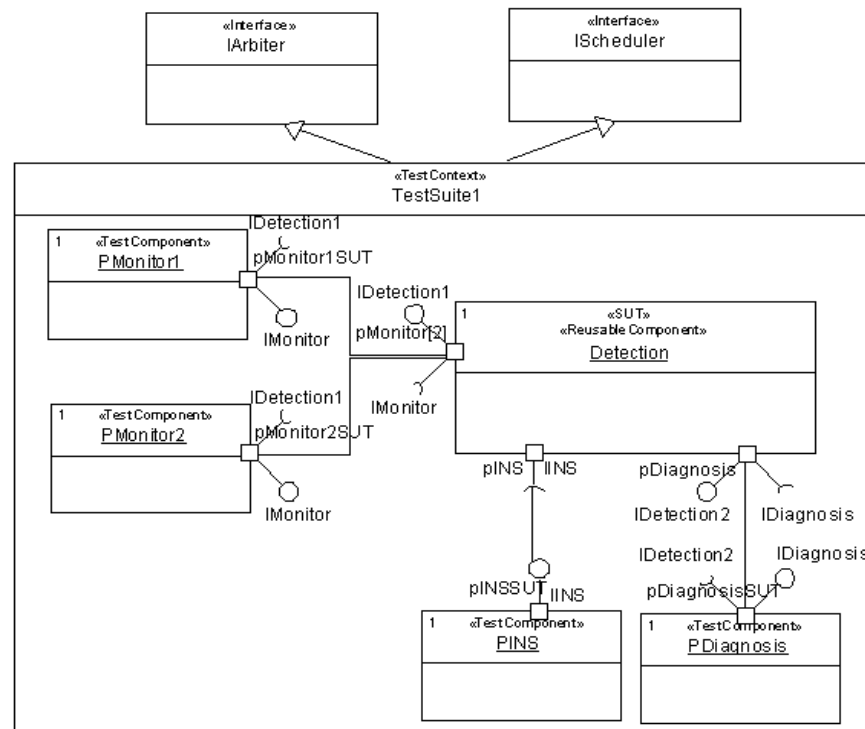 «Interface»
IArbiter
«Interface»
IScheduler
«TestContext»
TestSuite1
IDetection1
1 «TestComponent»
PMonitor1
pMonitor1SUT
IMonitor
IDetection1
pMonitor[2]
IMonitor
1 «SUT»
«Reusable Component»
Detection
1 «TestComponent»
PMonitor2
IDetection1
pMonitor2SUT
IMonitor
pINS IINS
pDiagnosis
IDetection2 IDiagnosis
IDetection2 IDiagnosis
pINSSUT IINS
pDiagnosisSUT
1 «TestComponent»
PINS
1 «TestComponent»
PDiagnosis